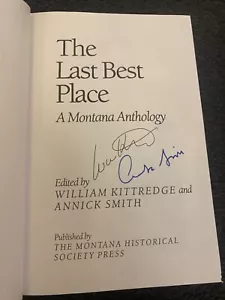 The
Last Best
Place
A Montana Anthology
Edited by
WILLIAM KITTREDGE and
ANNICK SMITH
Published by
THE MONTANA HISTORICAL
SOCIETY PRESS